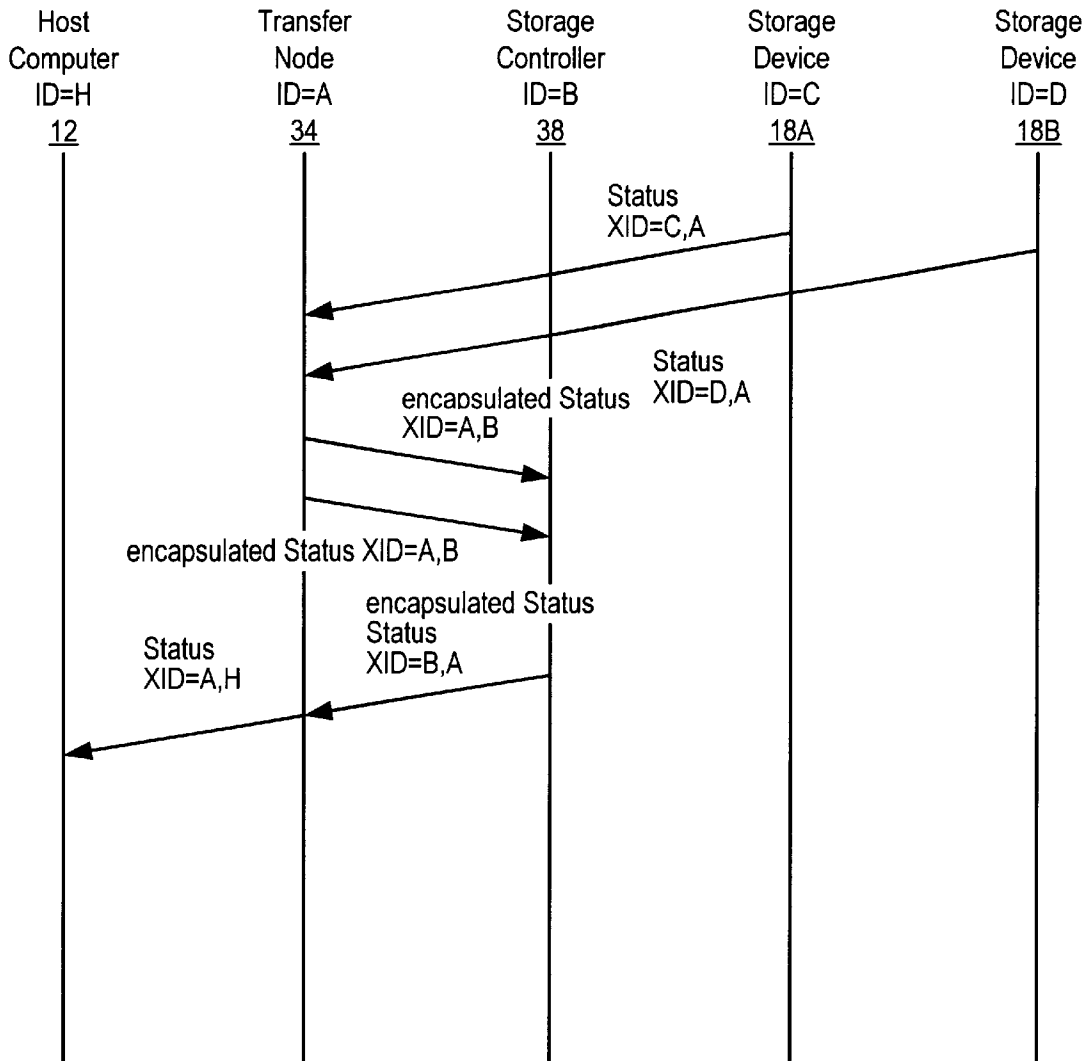 Host
Computer
ID=H
12
Transfer
Node
ID=A
34
Storage
Controller
ID=B
38
Storage
Device
ID=C
18A
Storage
Device
ID=D
18B
Status
XID=C,A
Status
XID=D,A
encapsulated Status
XID=A,B
encapsulated Status XID=A,B
encapsulated Status
Status
XID=B,A
Status
XID=A,H